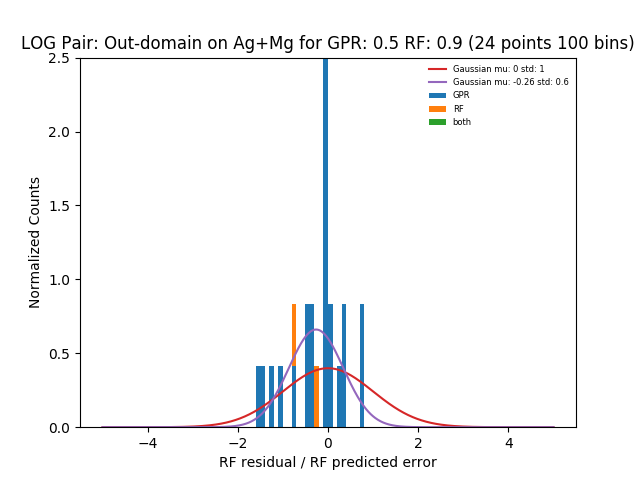 LOG Pair: Out-domain on Ag+Mg for GPR: 0.5 RF: 0.9 (24 points 100 bins)
2.5
2.0
1.5
1.0
0.5
0.0
Normalized Counts
Gaussian mu: 0 std: 1
Gaussian mu: -0.26 std: 0.6
GPR
RF
both
−4 −2 0 2 4
RF residual / RF predicted error